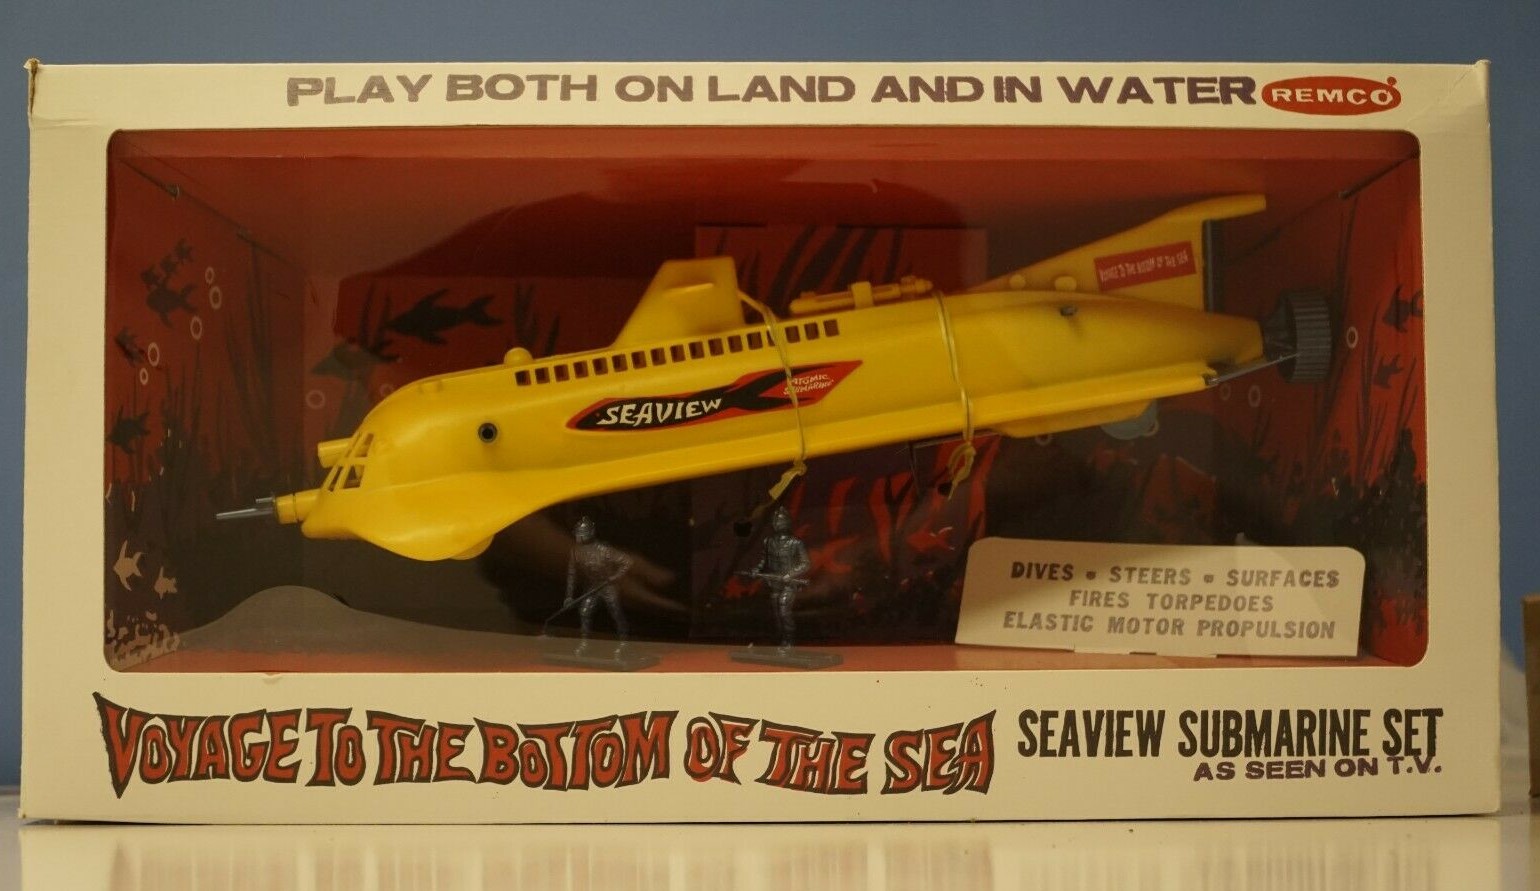 PLAY BOTH ON LAND AND IN WATER REMCO
VOYAGE TO THE BOTTOM OF THE SEA
SEAVIEW ATOMIC SUBMARINE
DIVES • STEERS • SURFACES
FIRES TORPEDOES
ELASTIC MOTOR PROPULSION
VOYAGE TO THE BOTTOM OF THE SEA SEAVIEW SUBMARINE SET
AS SEEN ON T.V.